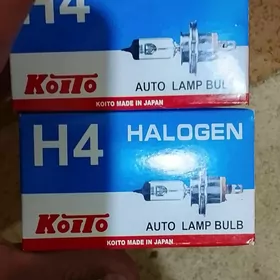 H4
KOITO
AUTO LAMP BULB
KOITO MADE IN JAPAN
H4 HALOGEN
KOITO
AUTO LAMP BULB
KOITO MADE IN JAPAN